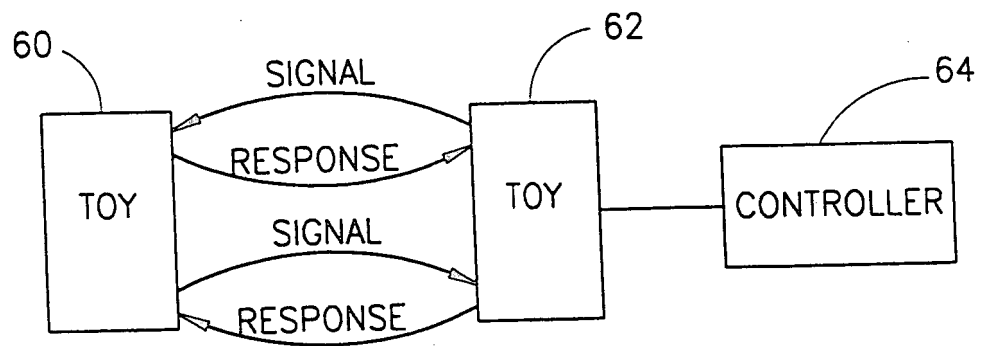 60
62
64
SIGNAL
RESPONSE
TOY
TOY
CONTROLLER
SIGNAL
RESPONSE